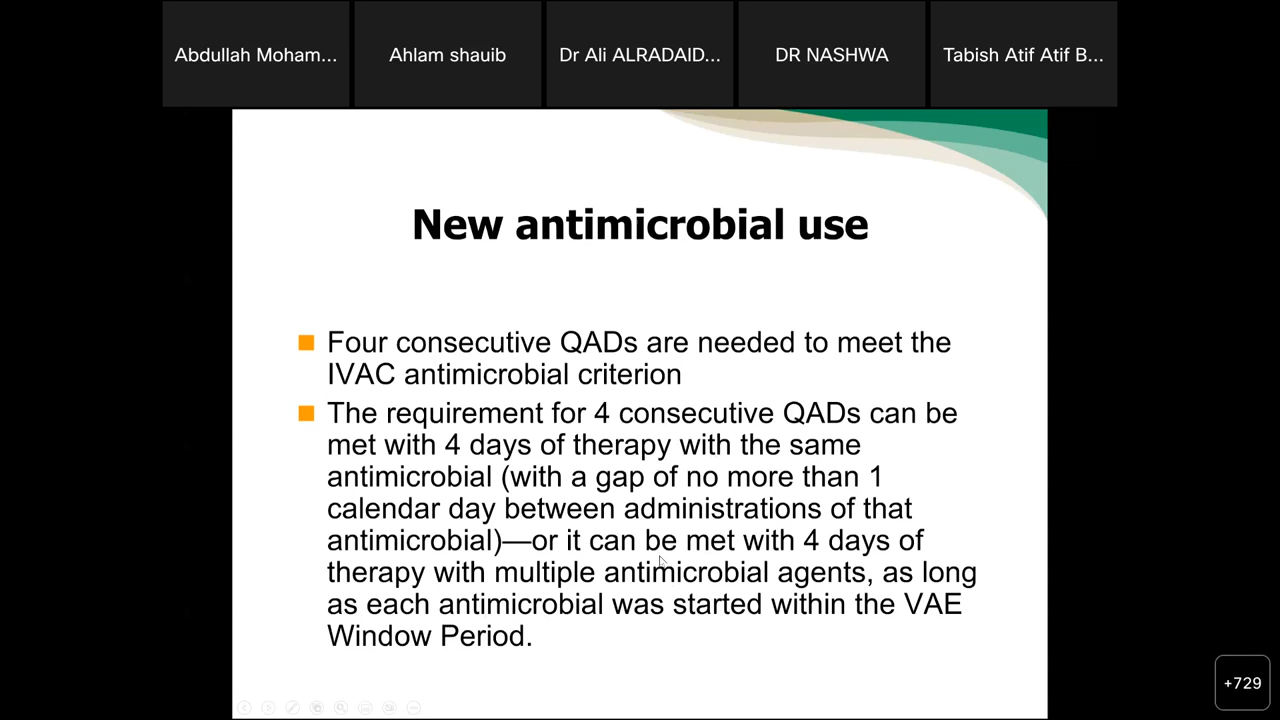 Abdullah Moham...
Ahlam shauib
Dr Ali ALRADAID...
DR NASHWA
Tabish Atif Atif B...
New antimicrobial use
Four consecutive QADs are needed to meet the
IVAC antimicrobial criterion
The requirement for 4 consecutive QADs can be
met with 4 days of therapy with the same
antimicrobial (with a gap of no more than 1
calendar day between administrations of that
antimicrobial)—or it can be met with 4 days of
therapy with multiple antimicrobial agents, as long
as each antimicrobial was started within the VAE
Window Period.
+729